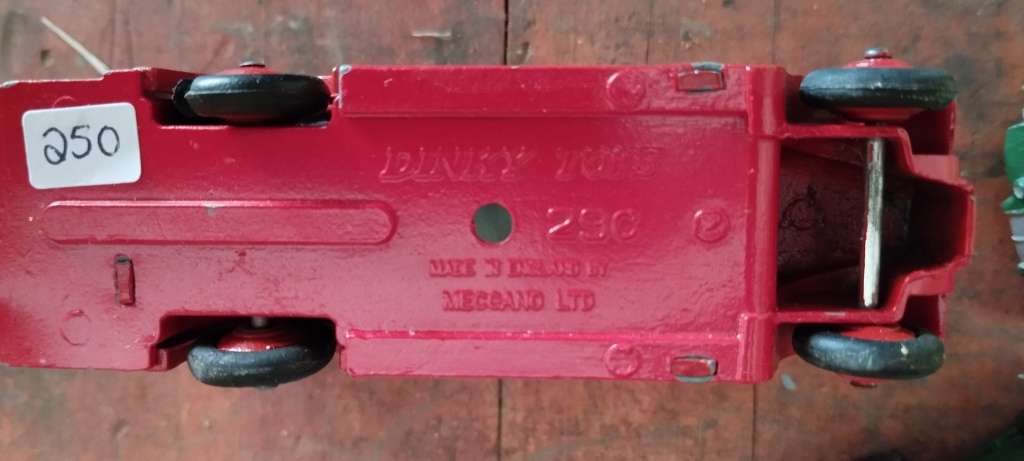 250
DINKY TOYS
290
MADE IN ENGLAND BY
MECCANO LTD